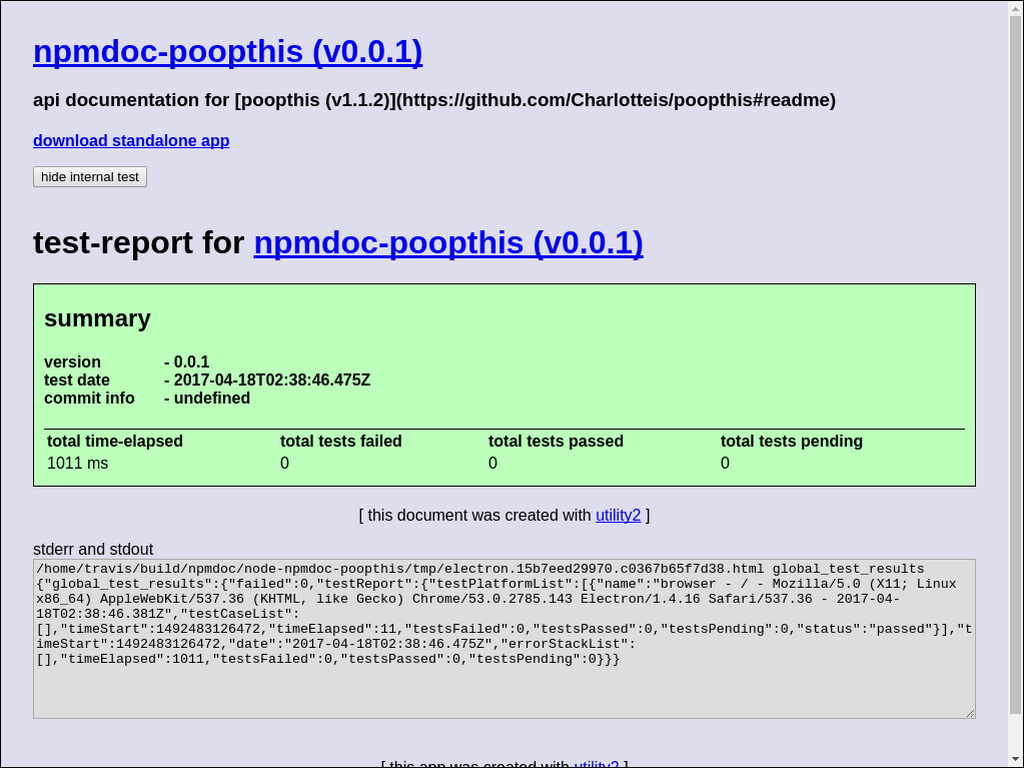 npmdoc-poopthis (v0.0.1)
api documentation for [poopthis (v1.1.2)](https://github.com/Charlotteis/poopthis#readme)
download standalone app
hide internal test
test-report for npmdoc-poopthis (v0.0.1)
summary
version - 0.0.1
test date - 2017-04-18T02:38:46.475Z
commit info - undefined
total time-elapsed total tests failed total tests passed total tests pending
1011 ms 0 0 0
[ this document was created with utility2 ]
stderr and stdout
/home/travis/build/npmdoc/node-npmdoc-poopthis/tmp/electron.15b7eed29970.c0367b65f7d38.html global_test_results
{"global_test_results":{"failed":0,"testReport":{"testPlatformList":[{"name":"browser - / - Mozilla/5.0 (X11; Linux
x86_64) AppleWebKit/537.36 (KHTML, like Gecko) Chrome/53.0.2785.143 Electron/1.4.16 Safari/537.36 - 2017-04-
18T02:38:46.381Z","testCaseList":
[],"timeStart":1492483126472,"timeElapsed":11,"testsFailed":0,"testsPassed":0,"testsPending":0,"status":"passed"}],"t
imeStart":1492483126472,"date":"2017-04-18T02:38:46.475Z","errorStackList":
[],"timeElapsed":1011,"testsFailed":0,"testsPassed":0,"testsPending":0}}}
[ this app was created with utility2 ]